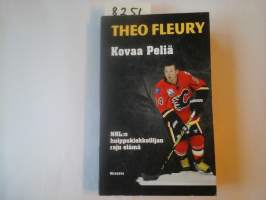 8251
THEO FLEURY
Kovaa Peliä
NHL:n
huippukiekkoilijan
raju elämä